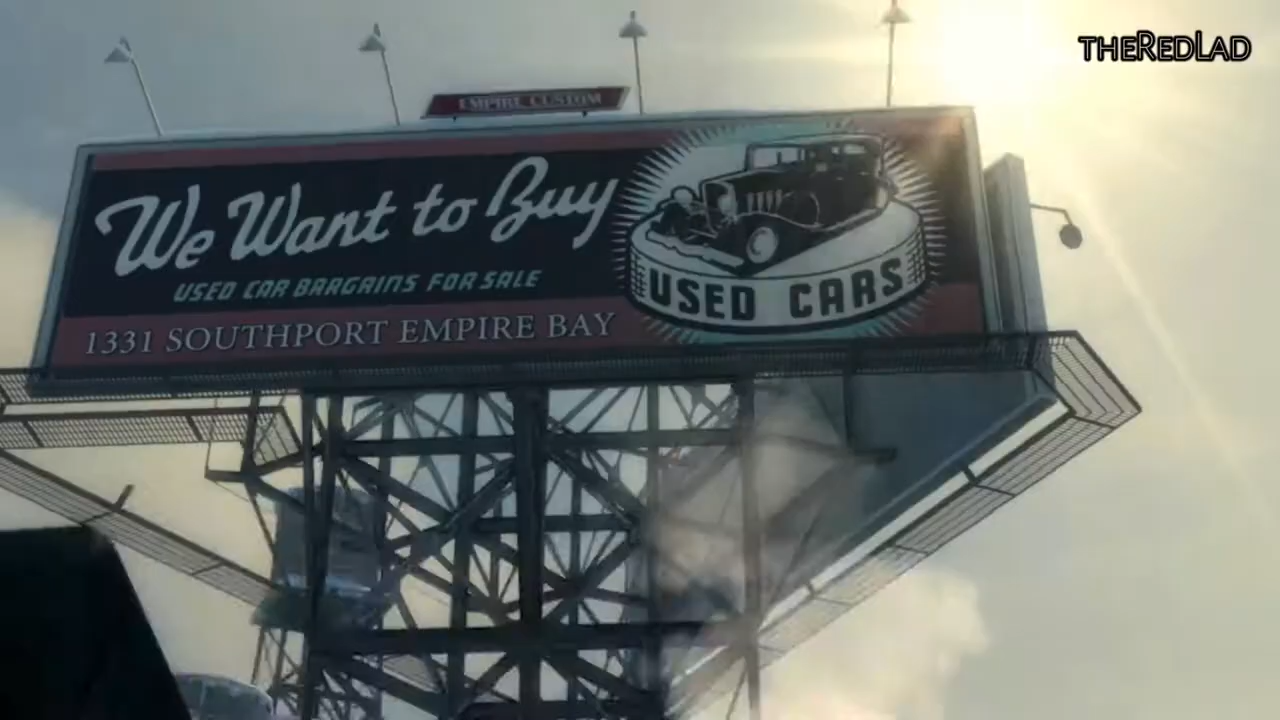 THEREDLAD
EMPIRE CUSTOM
We Want to Buy
USED CAR BARGAINS FOR SALE
1331 SOUTHPORT EMPIRE BAY
USED CARS